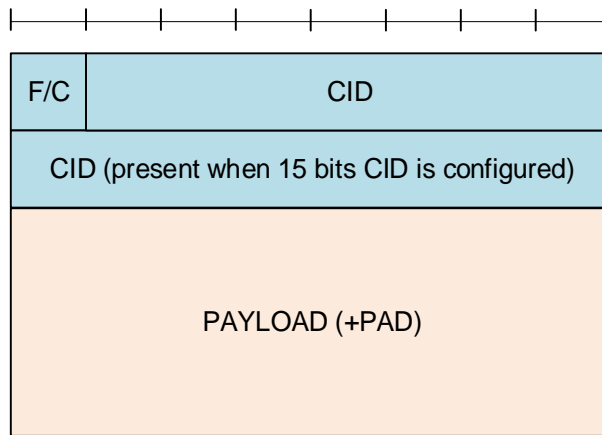 F/C CID
CID (present when 15 bits CID is configured)
PAYLOAD (+PAD)